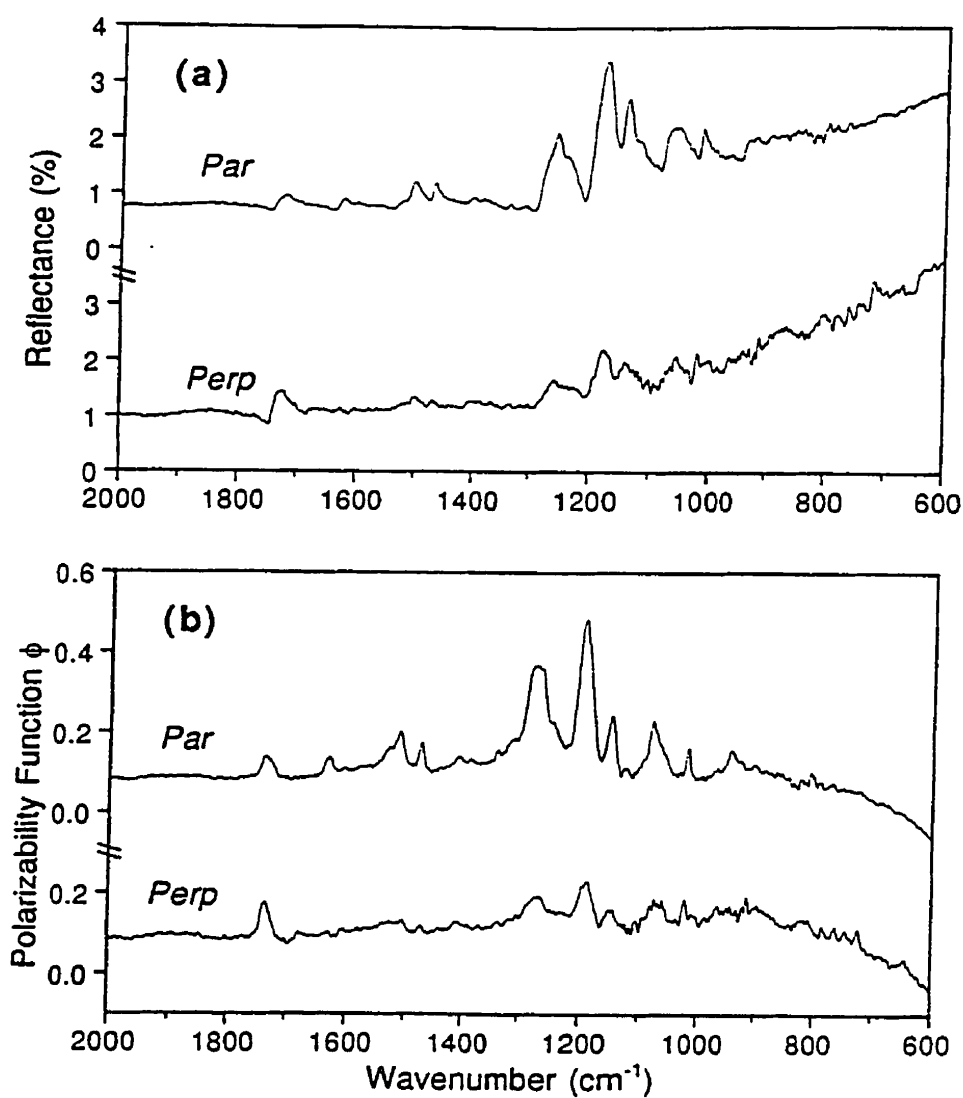 4
(a)
3
2
Par
1
0
Reflectance (%)
3
Perp
2
1
0
2000 1800 1600 1400 1200 1000 800 600
0.6
(b)
0.4
Par
0.2
0.0
Polarizability Function ϕ
Perp
0.2
0.0
2000 1800 1600 1400 1200 1000 800 600
Wavenumber (cm⁻¹)